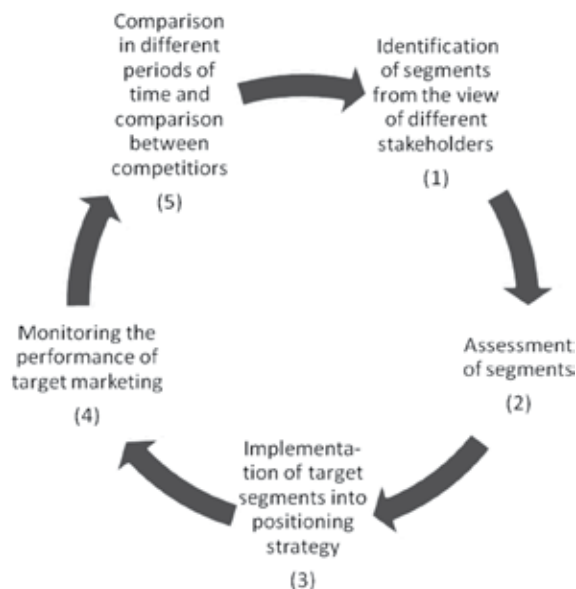 Identification
of segments
from the view
of different
stakeholders
(1)
Assessment
of segments
(2)
Implementa-
tion of target
segments into
positioning
strategy
(3)
Monitoring the
performance of
target marketing
(4)
Comparison
in different
periods of
time and
comparison
between
competitiors
(5)